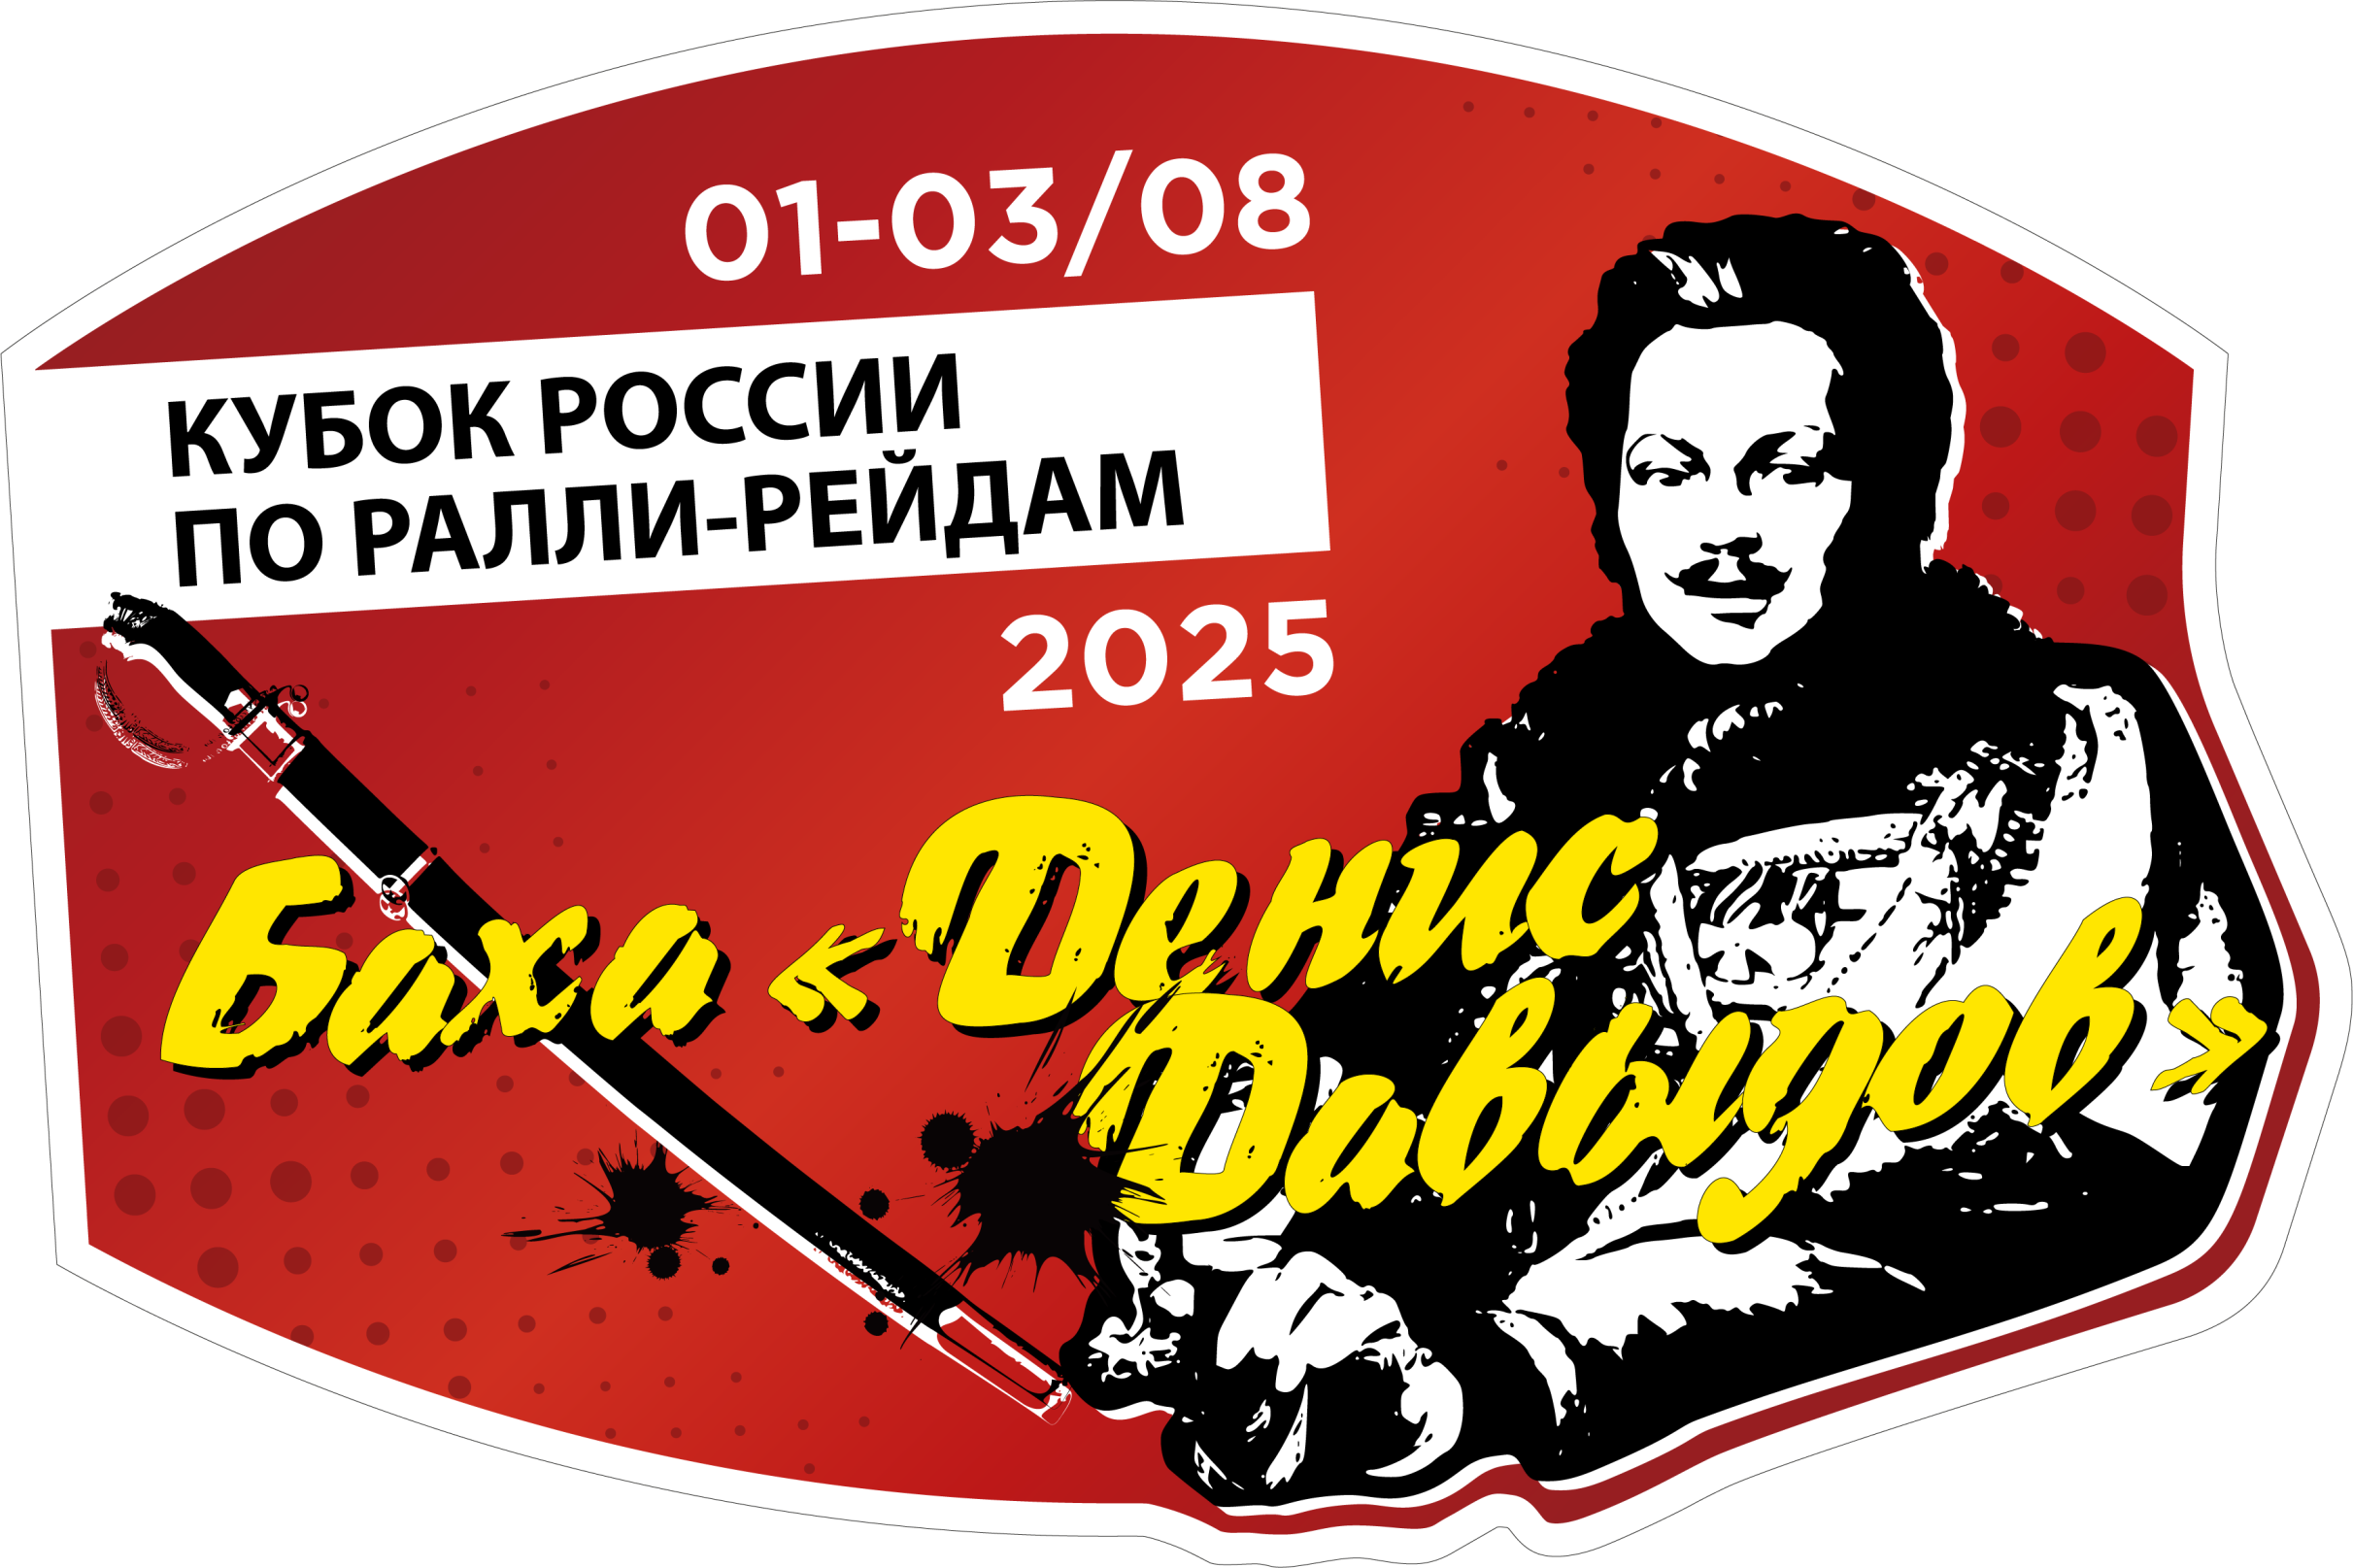 01-03/08
КУБОК РОССИИ
ПО РАЛЛИ-РЕЙДАМ
2025
Баха «Денис
Давыдов»